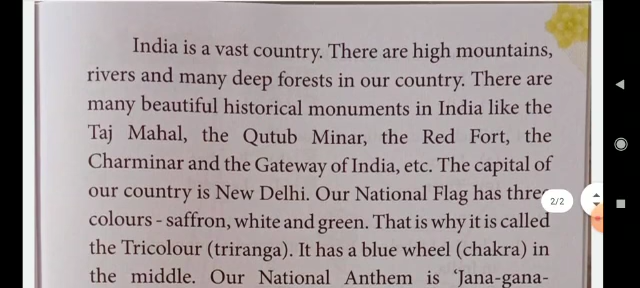 India is a vast country. There are high mountains,
rivers and many deep forests in our country. There are
many beautiful historical monuments in India like the
Taj Mahal, the Qutub Minar, the Red Fort, the
Charminar and the Gateway of India, etc. The capital of
our country is New Delhi. Our National Flag has three
2/2
colours - saffron, white and green. That is why it is called
the Tricolour (triranga). It has a blue wheel (chakra) in
the middle. Our National Anthem is ‘Jana-gana-